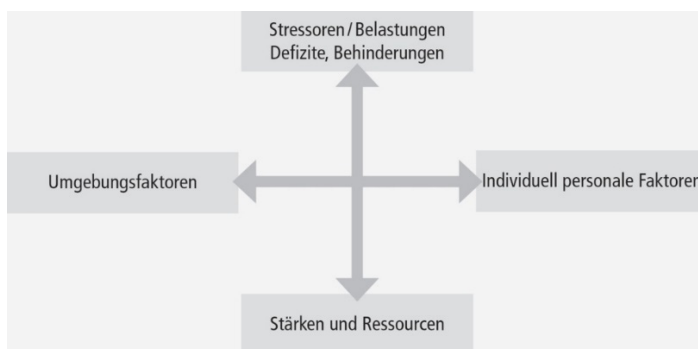 Stressoren / Belastungen
Defizite, Behinderungen
Umgebungsfaktoren
Individuell personale Faktoren
Stärken und Ressourcen